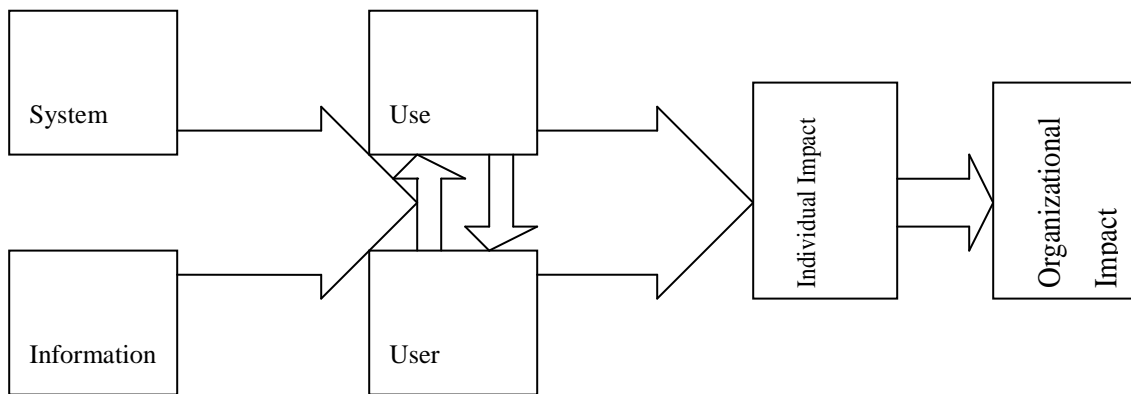 System
Use
Information
User
Individual Impact
Organizational
Impact